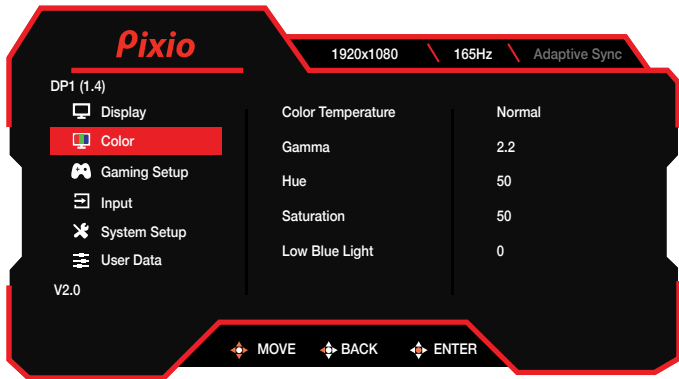 Pixio
1920x1080 165Hz Adaptive Sync
DP1 (1.4)
Display
Color
Gaming Setup
Input
System Setup
User Data
V2.0
Color Temperature Normal
Gamma 2.2
Hue 50
Saturation 50
Low Blue Light 0
MOVE BACK ENTER